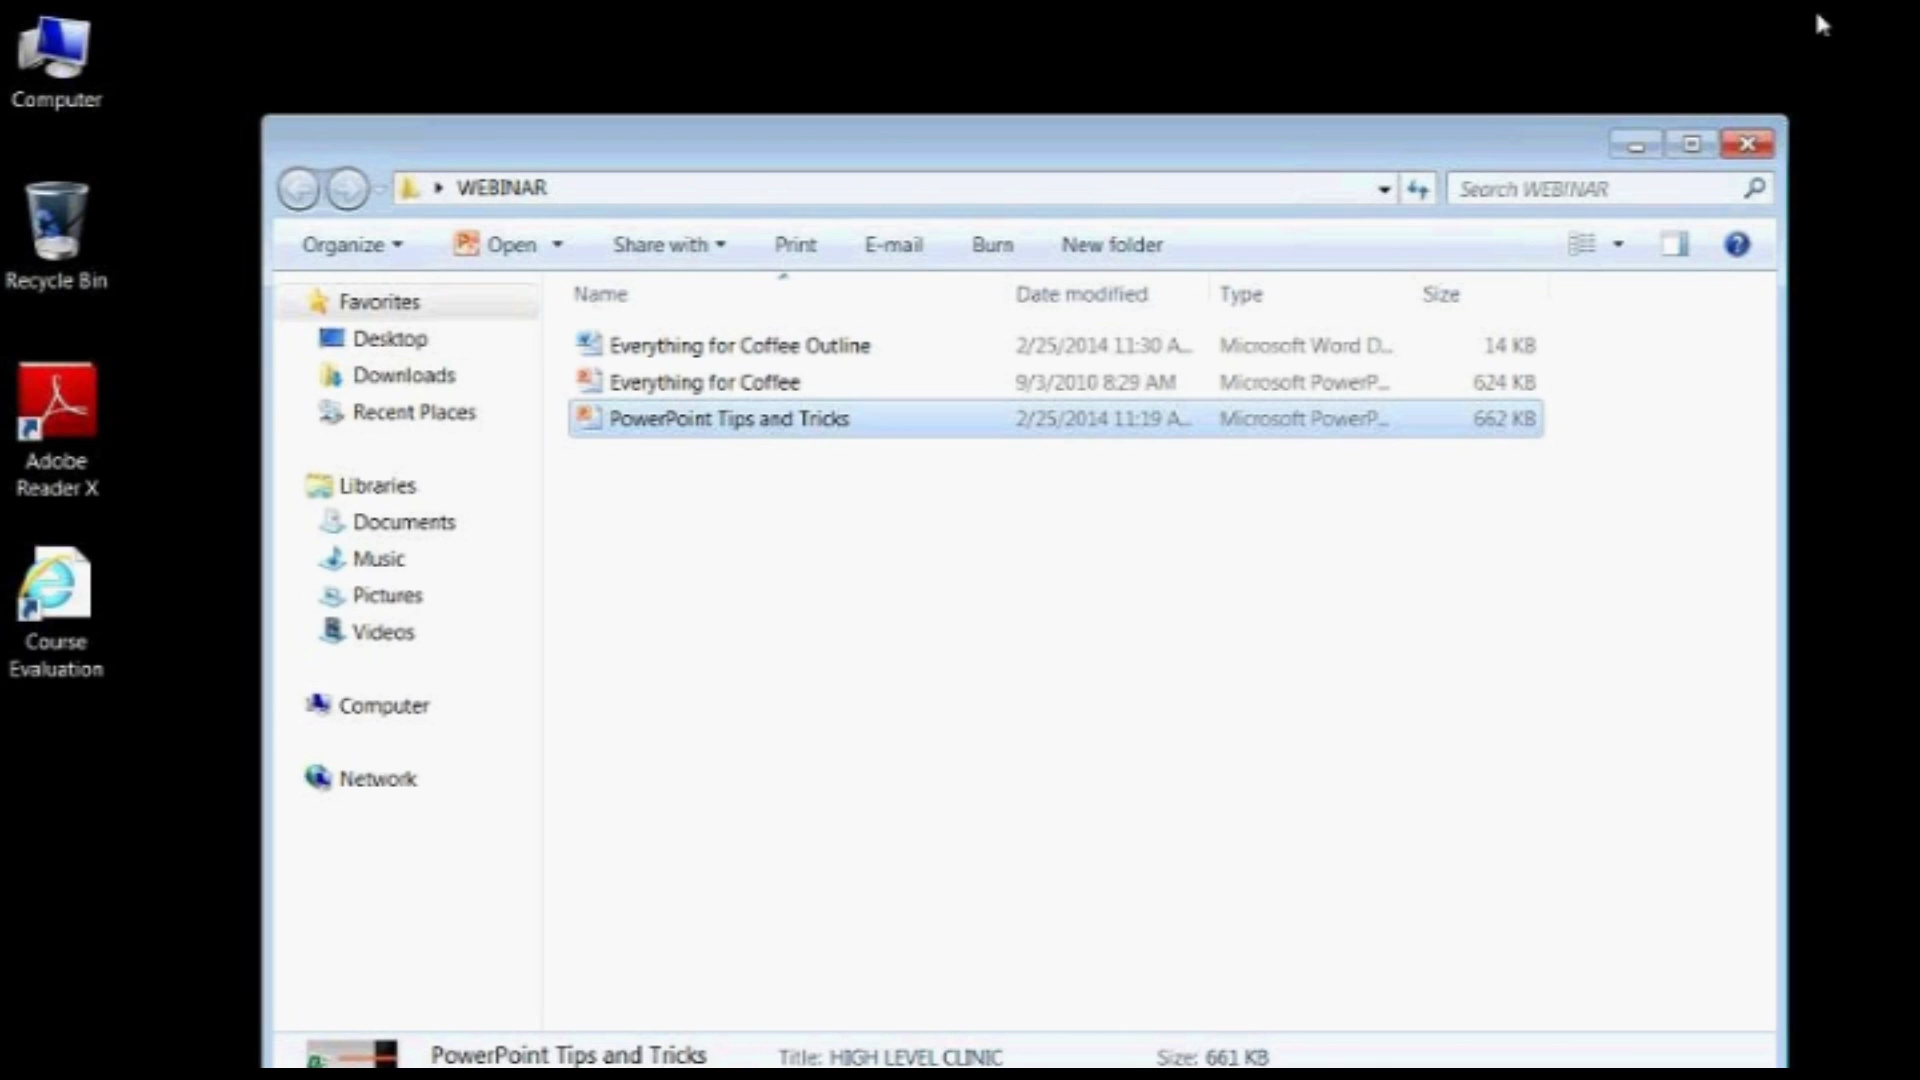 Computer
Recycle Bin
Adobe
Reader X
Course
Evaluation
WEBINAR
Search WEBINAR
Organize Open Share with Print E-mail Burn New folder
Favorites
Desktop
Downloads
Recent Places
Libraries
Documents
Music
Pictures
Videos
Computer
Network
Name Date modified Type Size
Everything for Coffee Outline 2/25/2014 11:30 A... Microsoft Word D... 14 KB
Everything for Coffee 9/3/2010 8:29 AM Microsoft PowerP... 624 KB
PowerPoint Tips and Tricks 2/25/2014 11:19 A... Microsoft PowerP... 662 KB
PowerPoint Tips and Tricks Title: HIGH LEVEL CLINIC Size: 661 KB